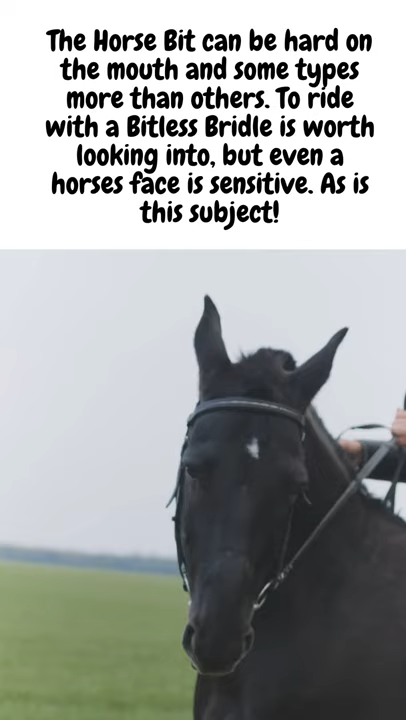 The Horse Bit can be hard on
the mouth and some types
more than others. To ride
with a Bitless Bridle is worth
looking into, but even a
horses face is sensitive. As is
this subject!